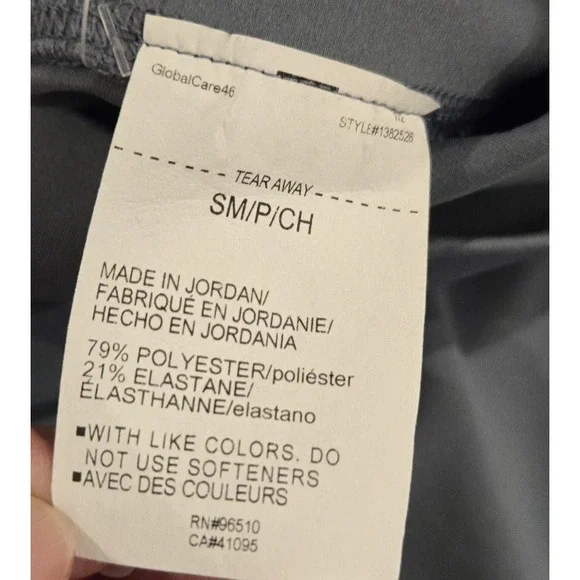 GlobalCare46
STYLE#1382526
TEAR AWAY
SM/P/CH
MADE IN JORDAN/
FABRIQUÉ EN JORDANIE/
HECHO EN JORDANIA
79% POLYESTER/poliéster
21% ELASTANE/
ÉLASTHANNE/elastano
▪WITH LIKE COLORS. DO
NOT USE SOFTENERS
▪AVEC DES COULEURS
RN#96510
CA#41095